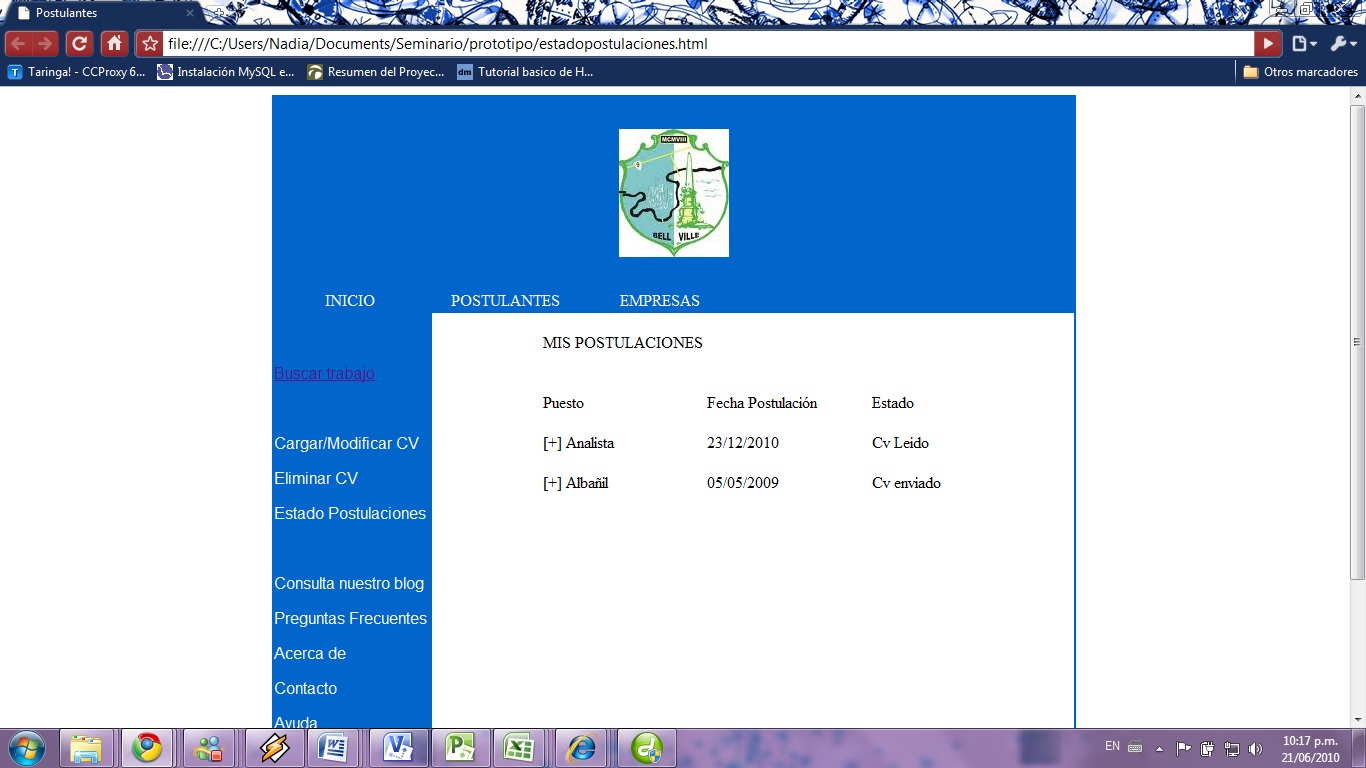 Postulantes
file:///C:/Users/Nadia/Documents/Seminario/prototipo/estadopostulaciones.html
Taringa! - CCProxy 6... Instalación MySQL e... Resumen del Proyec... dm Tutorial basico de H... Otros marcadores
MCMVIII
BELL VILLE
INICIO POSTULANTES EMPRESAS
MIS POSTULACIONES
Buscar trabajo
Puesto Fecha Postulación Estado
Cargar/Modificar CV
[+] Analista 23/12/2010 Cv Leido
Eliminar CV
[+] Albañil 05/05/2009 Cv enviado
Estado Postulaciones
Consulta nuestro blog
Preguntas Frecuentes
Acerca de
Contacto
Ayuda
EN 10:17 p.m.
21/06/2010